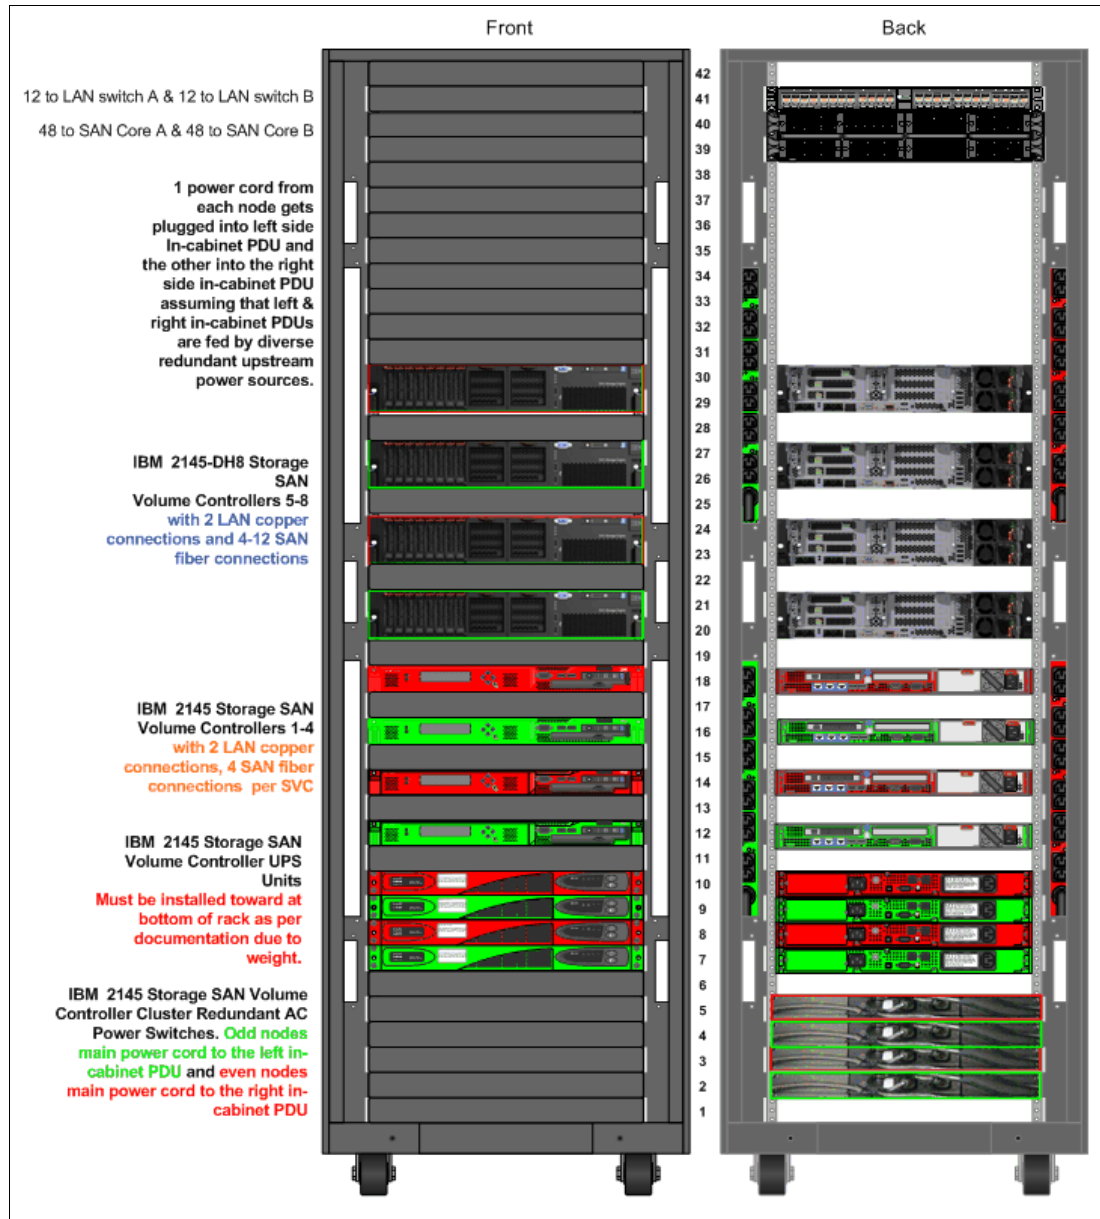 Front
Back
12 to LAN switch A & 12 to LAN switch B
48 to SAN Core A & 48 to SAN Core B
1 power cord from
each node gets
plugged into left side
In-cabinet PDU and
the other into the right
side in-cabinet PDU
assuming that left &
right in-cabinet PDUs
are fed by diverse
redundant upstream
power sources.
IBM 2145-DH8 Storage
SAN
Volume Controllers 5-8
with 2 LAN copper
connections and 4-12 SAN
fiber connections
IBM 2145 Storage SAN
Volume Controllers 1-4
with 2 LAN copper
connections, 4 SAN fiber
connections per SVC
IBM 2145 Storage SAN
Volume Controller UPS
Units
Must be installed toward at
bottom of rack as per
documentation due to
weight.
IBM 2145 Storage SAN Volume
Controller Cluster Redundant AC
Power Switches. Odd nodes
main power cord to the left in-
cabinet PDU and even nodes
main power cord to the right in-
cabinet PDU
42
41
40
39
38
37
36
35
34
33
32
31
30
29
28
27
26
25
24
23
22
21
20
19
18
17
16
15
14
13
12
11
10
9
8
7
6
5
4
3
2
1